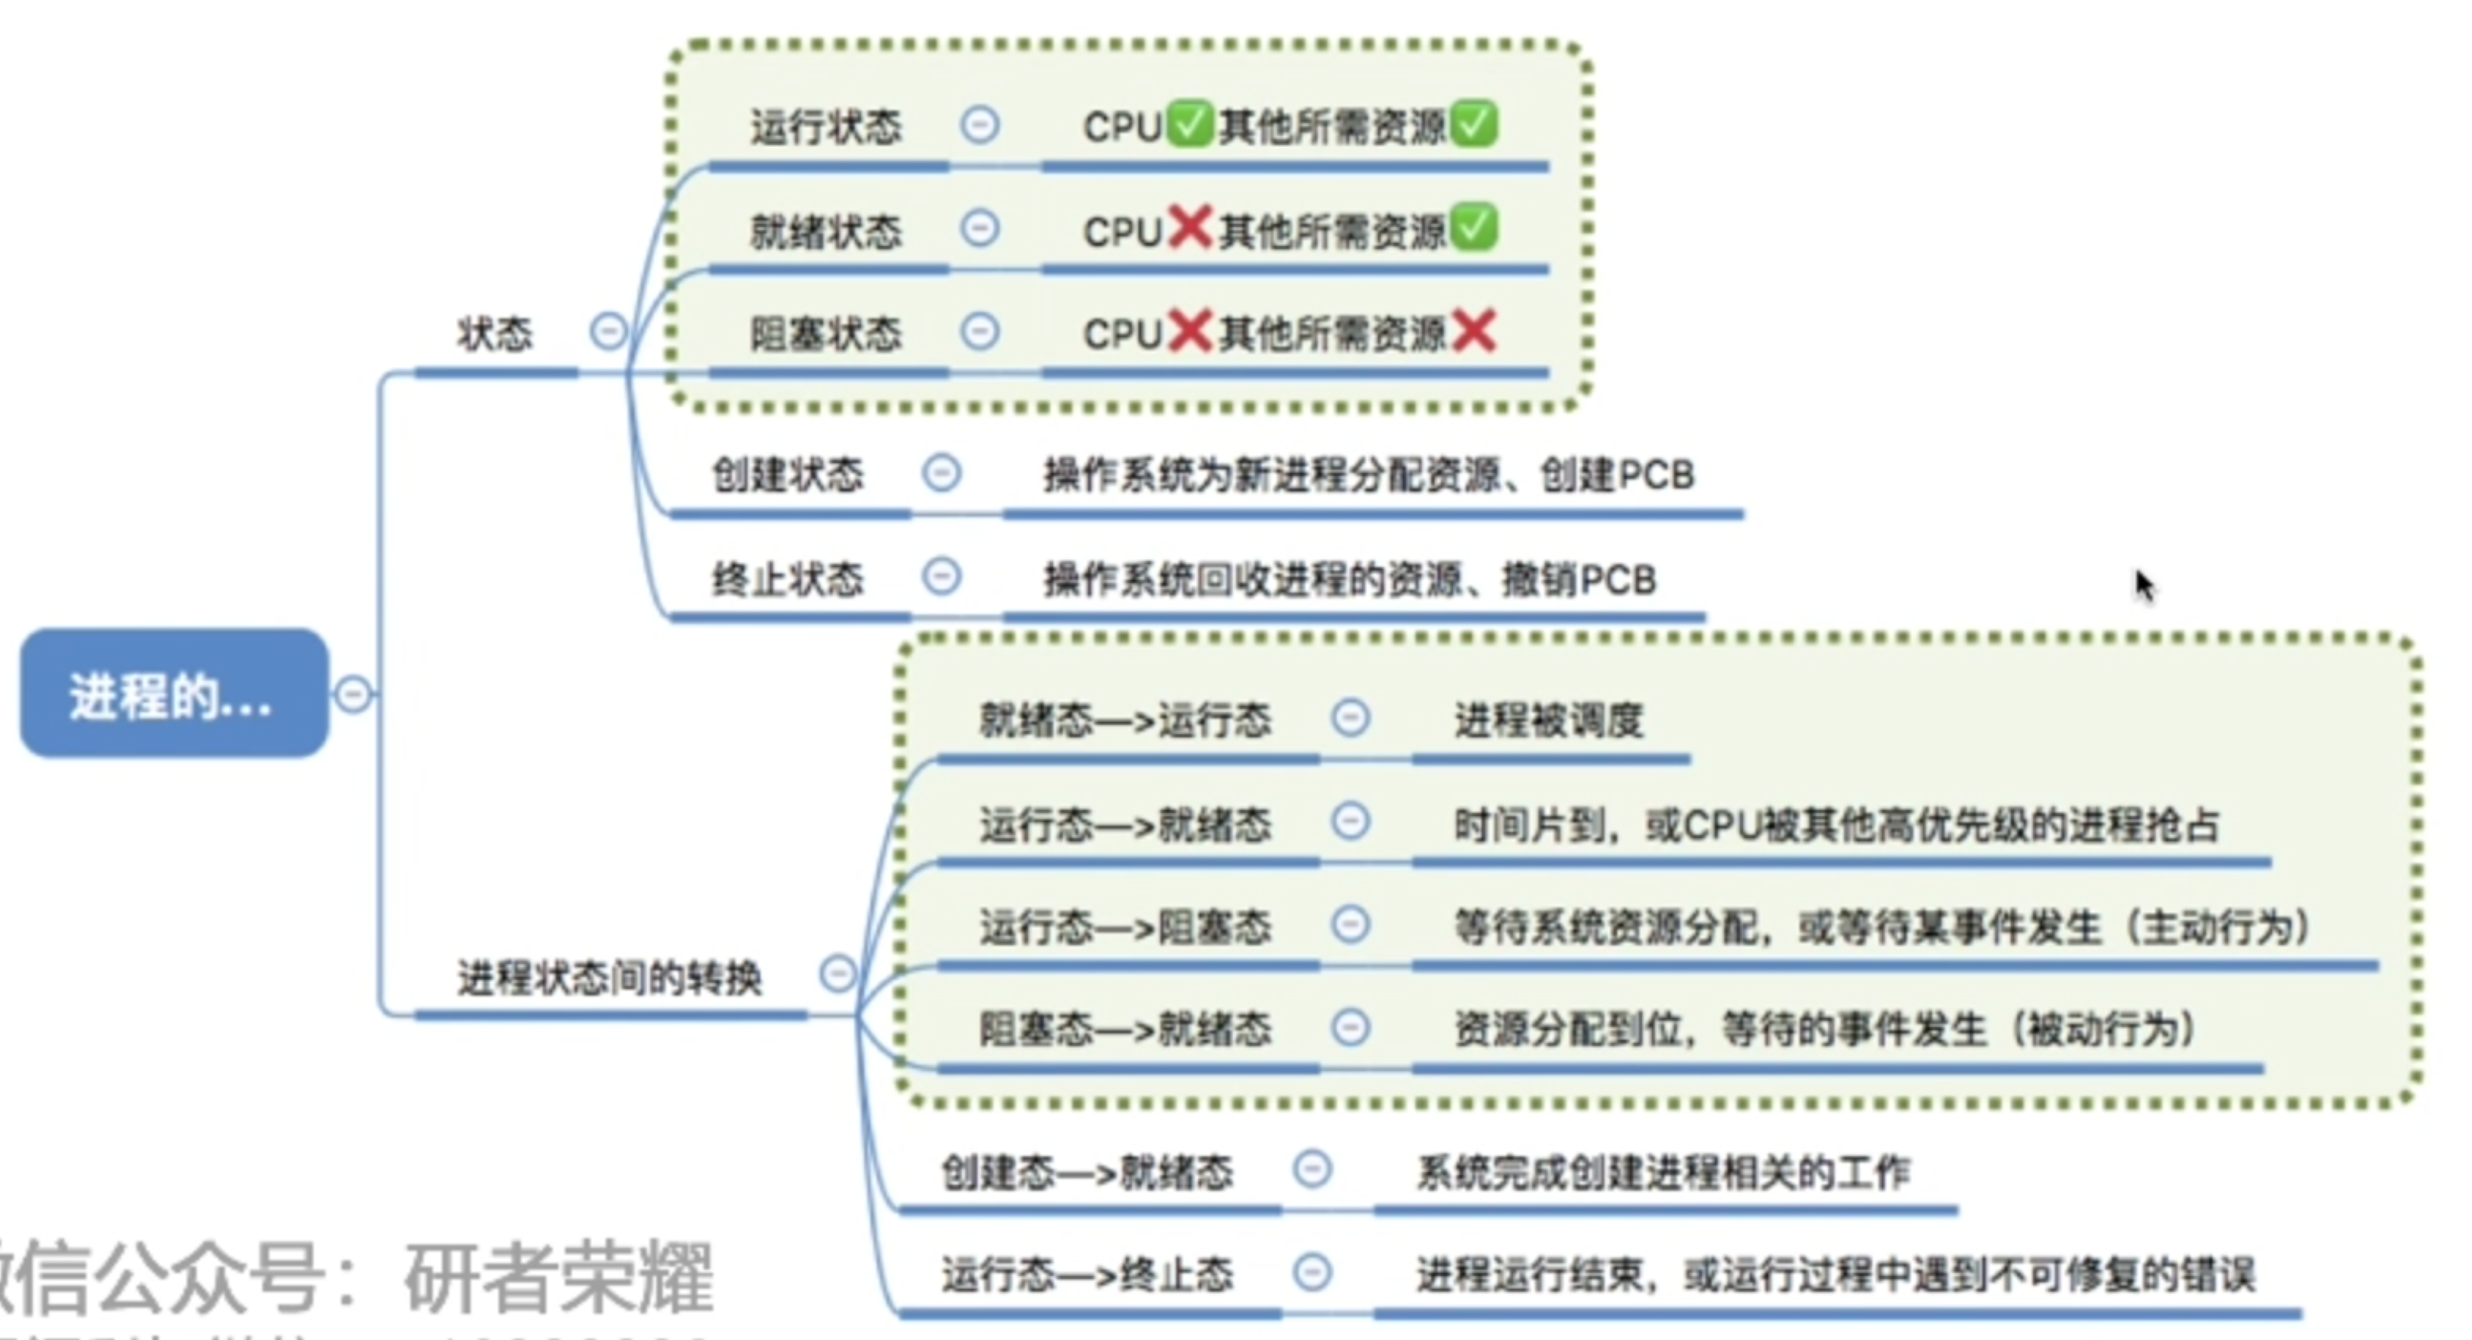 运行状态 CPU✅其他所需资源✅
就绪状态 CPU❌其他所需资源✅
状态
阻塞状态 CPU❌其他所需资源❌
创建状态 操作系统为新进程分配资源、创建PCB
终止状态 操作系统回收进程的资源、撤销PCB
进程的...
就绪态—>运行态 进程被调度
运行态—>就绪态 时间片到，或CPU被其他高优先级的进程抢占
运行态—>阻塞态 等待系统资源分配，或等待某事件发生（主动行为）
进程状态间的转换
阻塞态—>就绪态 资源分配到位，等待的事件发生（被动行为）
创建态—>就绪态 系统完成创建进程相关的工作
运行态—>终止态 进程运行结束，或运行过程中遇到不可修复的错误
信公众号：研者荣耀